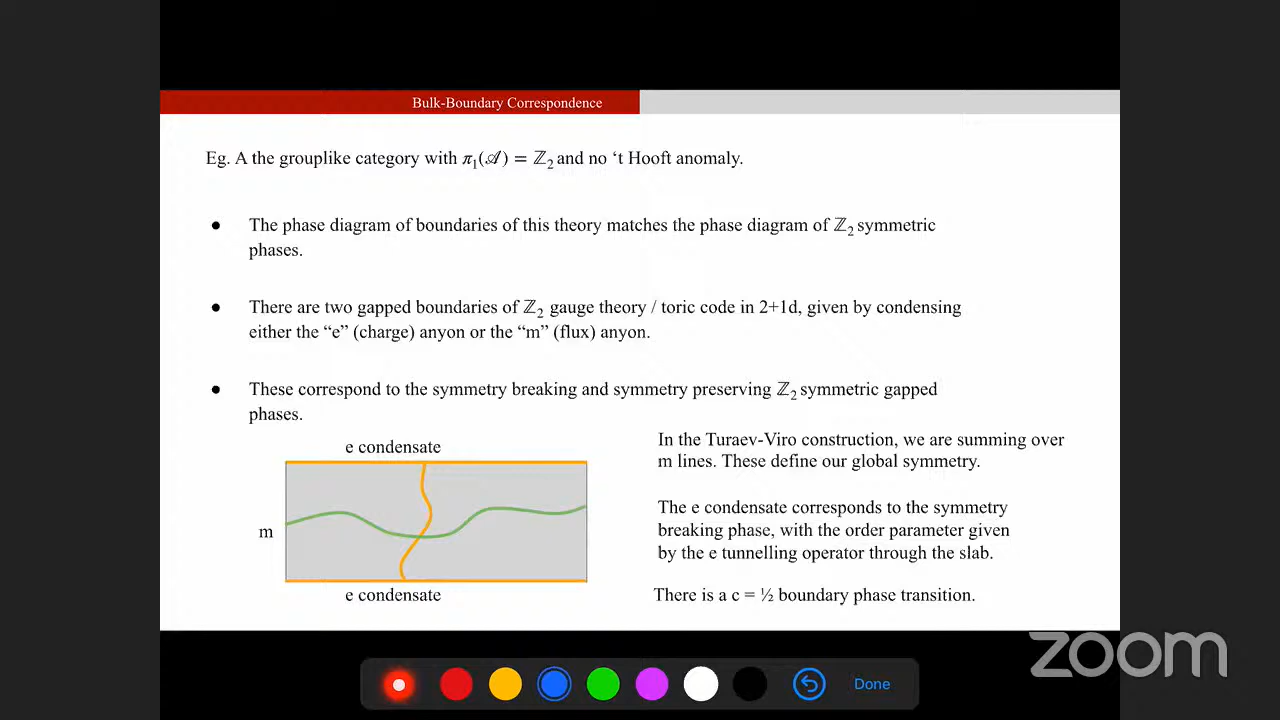 Bulk-Boundary Correspondence
Eg. A the grouplike category with π₁(𝒜) = ℤ₂ and no ‘t Hooft anomaly.
● The phase diagram of boundaries of this theory matches the phase diagram of ℤ₂ symmetric
phases.
● There are two gapped boundaries of ℤ₂ gauge theory / toric code in 2+1d, given by condensing
either the “e” (charge) anyon or the “m” (flux) anyon.
● These correspond to the symmetry breaking and symmetry preserving ℤ₂ symmetric gapped
phases.
e condensate
m
e condensate
In the Turaev-Viro construction, we are summing over
m lines. These define our global symmetry.
The e condensate corresponds to the symmetry
breaking phase, with the order parameter given
by the e tunnelling operator through the slab.
There is a c = ½ boundary phase transition.
zoom
Done